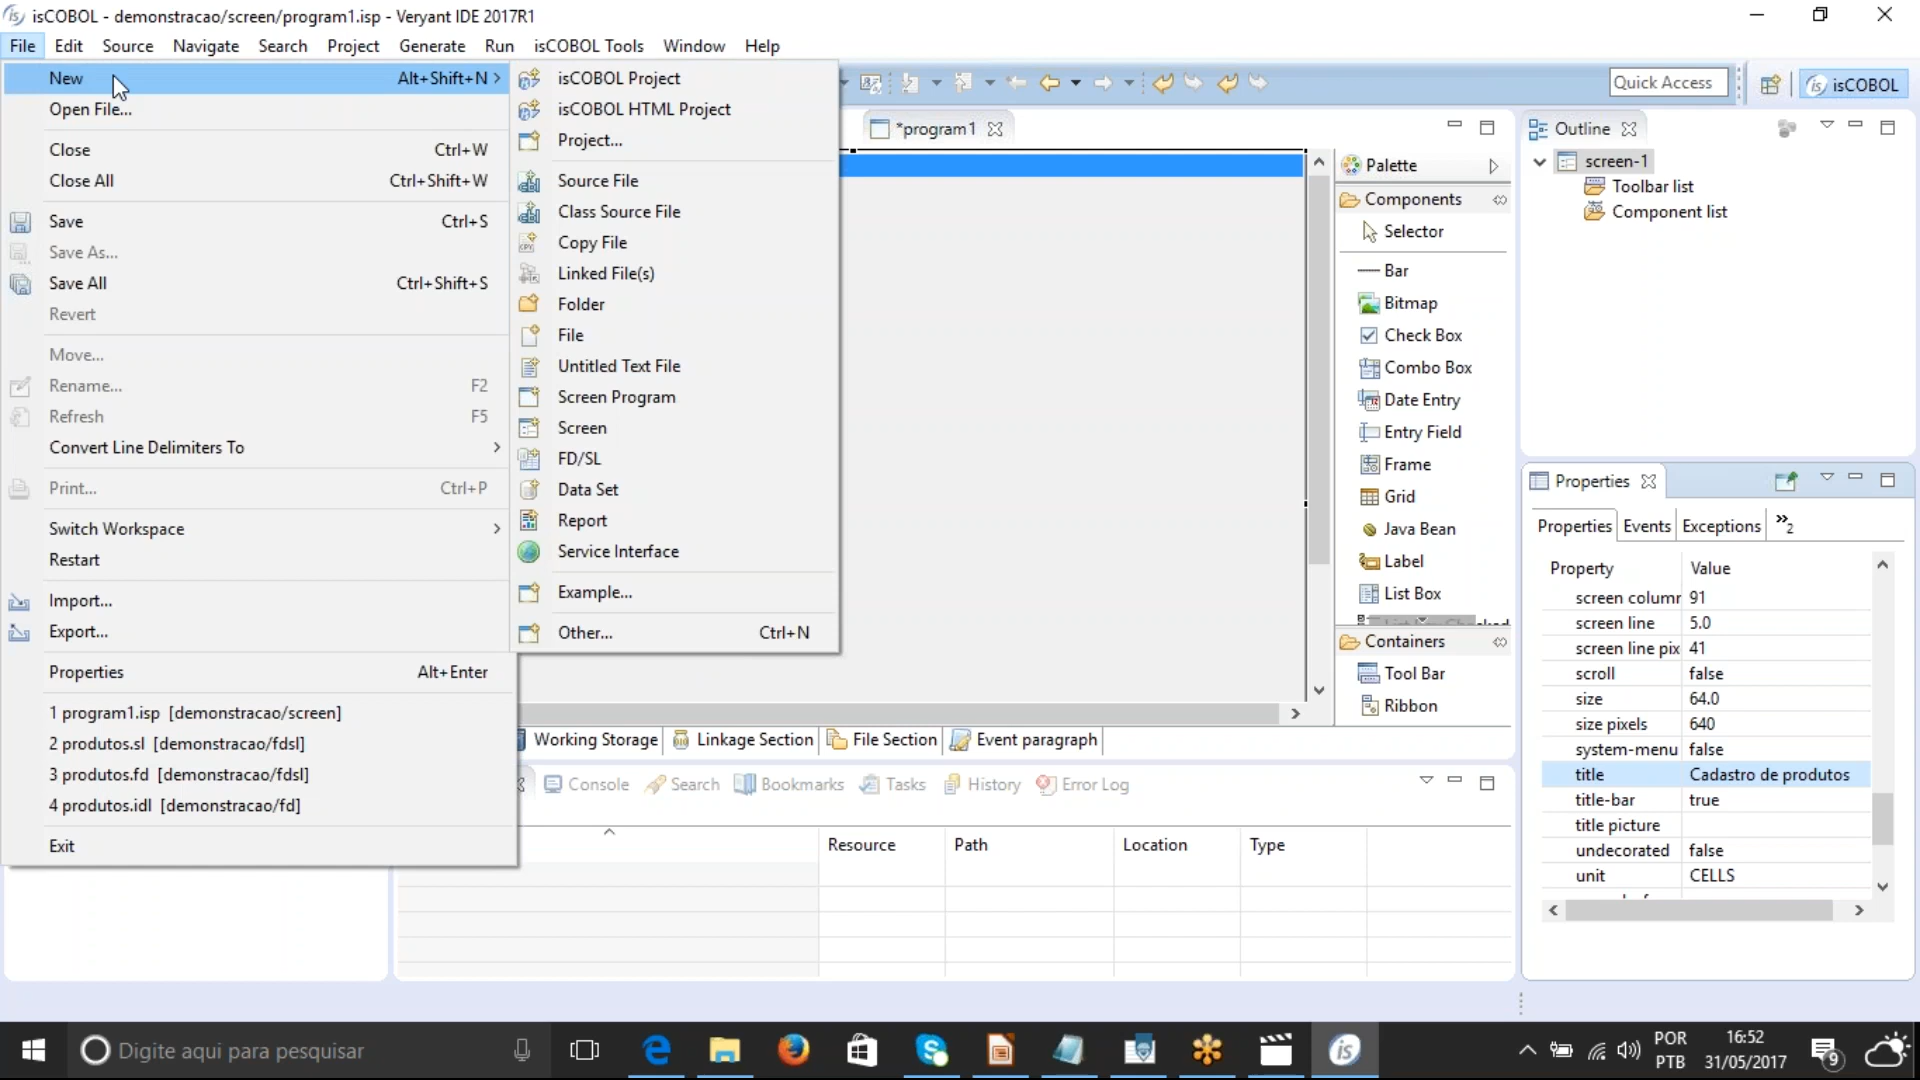 isCOBOL - demonstracao/screen/program1.isp - Veryant IDE 2017R1
File Edit Source Navigate Search Project Generate Run isCOBOL Tools Window Help
New Alt+Shift+N
Open File...
Close Ctrl+W
Close All Ctrl+Shift+W
Save Ctrl+S
Save As...
Save All Ctrl+Shift+S
Revert
Move...
Rename... F2
Refresh F5
Convert Line Delimiters To
Print... Ctrl+P
Switch Workspace
Restart
Import...
Export...
Properties Alt+Enter
1 program1.isp [demonstracao/screen]
2 produtos.sl [demonstracao/fdsl]
3 produtos.fd [demonstracao/fdsl]
4 produtos.idl [demonstracao/fd]
Exit
isCOBOL Project
isCOBOL HTML Project
Project...
Source File
Class Source File
Copy File
Linked File(s)
Folder
File
Untitled Text File
Screen Program
Screen
FD/SL
Data Set
Report
Service Interface
Example...
Other... Ctrl+N
Quick Access
isCOBOL
*program1
Palette
Components
Selector
Bar
Bitmap
Check Box
Combo Box
Date Entry
Entry Field
Frame
Grid
Java Bean
Label
List Box
Containers
Tool Bar
Ribbon
Working Storage Linkage Section File Section Event paragraph
Console Search Bookmarks Tasks History Error Log
Resource Path Location Type
Outline
screen-1
Toolbar list
Component list
Properties
Properties Events Exceptions »2
Property Value
screen column 91
screen line 5.0
screen line pix 41
scroll false
size 64.0
size pixels 640
system-menu false
title Cadastro de produtos
title-bar true
title picture
undecorated false
unit CELLS
Digite aqui para pesquisar
POR
PTB
16:52
31/05/2017
9